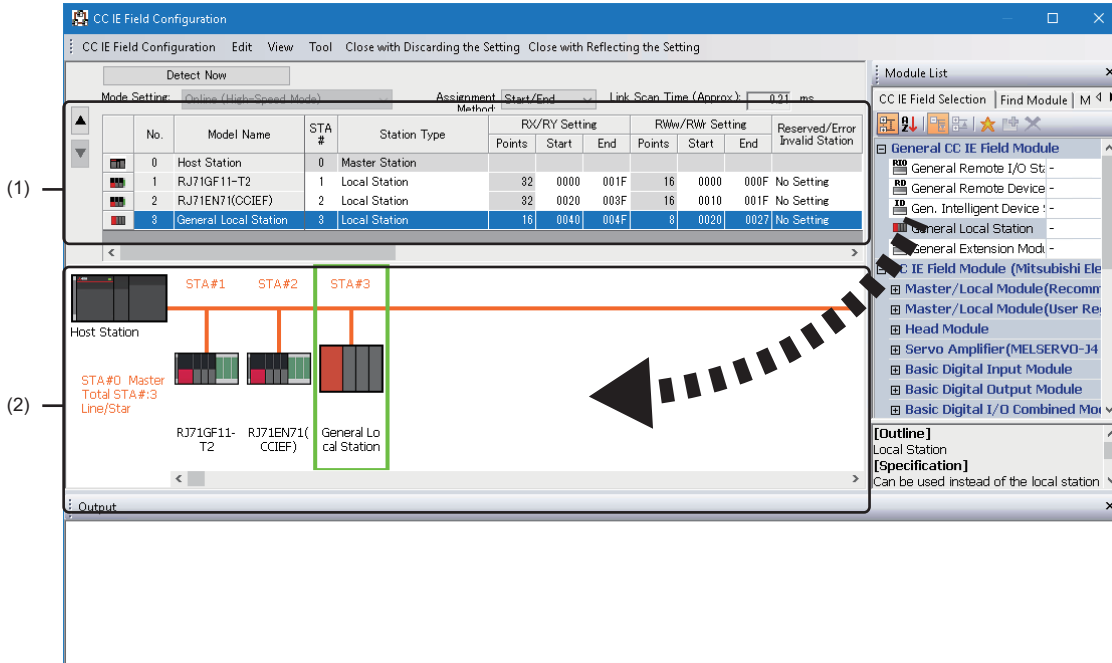 CC IE Field Configuration
CC IE Field Configuration Edit View Tool Close with Discarding the Setting Close with Reflecting the Setting
Detect Now
Mode Setting: Online (High-Speed Mode) Assignment Method: Start/End Link Scan Time (Approx.): 0.21 ms
(1)
No. Model Name STA # Station Type RX/RY Setting RWw/RWr Setting Reserved/Error Invalid Station
Points Start End Points Start End
0 Host Station 0 Master Station
1 RJ71GF11-T2 1 Local Station 32 0000 001F 16 0000 000F No Setting
2 RJ71EN71(CCIEF) 2 Local Station 32 0020 003F 16 0010 001F No Setting
3 General Local Station 3 Local Station 16 0040 004F 8 0020 0027 No Setting
(2)
STA#1 STA#2 STA#3
Host Station
STA#0 Master
Total STA#:3
Line/Star
RJ71GF11-
T2
RJ71EN71(
CCIEF)
General Lo
cal Station
Output
Module List
CC IE Field Selection Find Module M
General CC IE Field Module
General Remote I/O St -
General Remote Device -
Gen. Intelligent Device -
General Local Station -
General Extension Modu -
IE Field Module (Mitsubishi Ele
Master/Local Module(Recomm
Master/Local Module(User Re
Head Module
Servo Amplifier(MELSERVO-J4
Basic Digital Input Module
Basic Digital Output Module
Basic Digital I/O Combined Mo
[Outline]
Local Station
[Specification]
Can be used instead of the local station